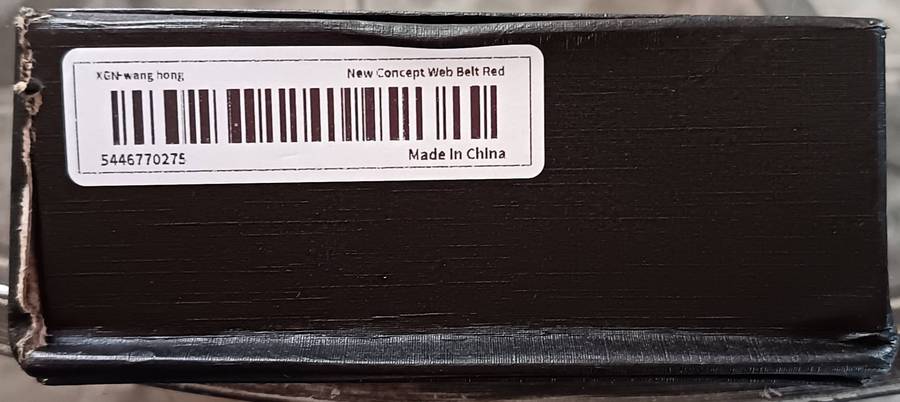 XGN-wang hong
New Concept Web Belt Red
5446770275
Made In China